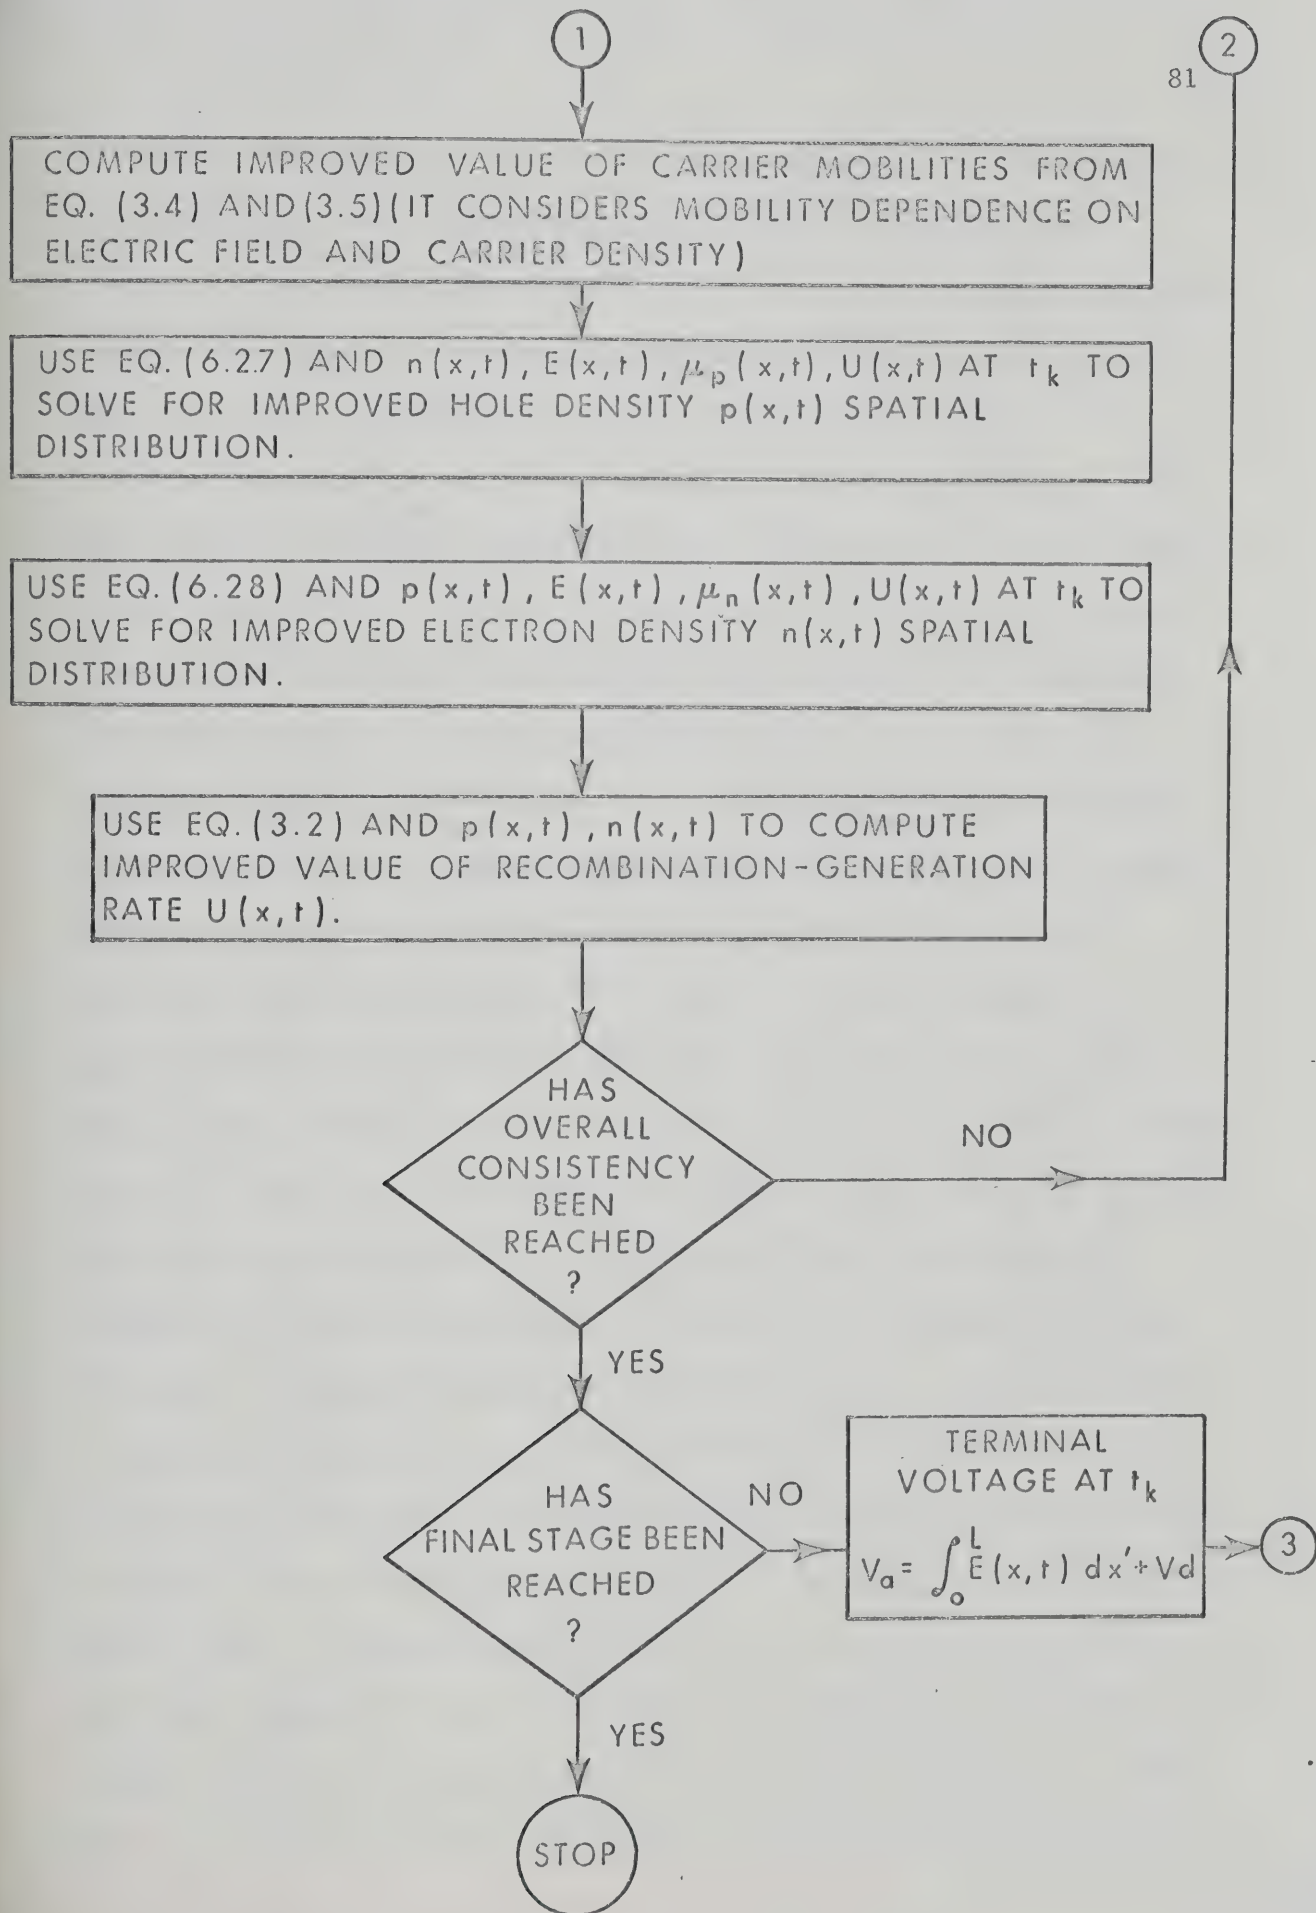 1
2
81
COMPUTE IMPROVED VALUE OF CARRIER MOBILITIES FROM
EQ. (3.4) AND (3.5) (IT CONSIDERS MOBILITY DEPENDENCE ON
ELECTRIC FIELD AND CARRIER DENSITY)
USE EQ. (6.27) AND n(x,t), E(x,t), μp(x,t), U(x,t) AT tk TO
SOLVE FOR IMPROVED HOLE DENSITY p(x,t) SPATIAL
DISTRIBUTION.
USE EQ. (6.28) AND p(x,t), E(x,t), μn(x,t), U(x,t) AT tk TO
SOLVE FOR IMPROVED ELECTRON DENSITY n(x,t) SPATIAL
DISTRIBUTION.
USE EQ. (3.2) AND p(x,t), n(x,t) TO COMPUTE
IMPROVED VALUE OF RECOMBINATION-GENERATION
RATE U(x,t).
HAS
OVERALL
CONSISTENCY
BEEN
REACHED
?
NO
YES
HAS
FINAL STAGE BEEN
REACHED
?
NO
TERMINAL
VOLTAGE AT tk
Va = ∫₀ᴸ E(x,t) dx' + Vd
3
YES
STOP